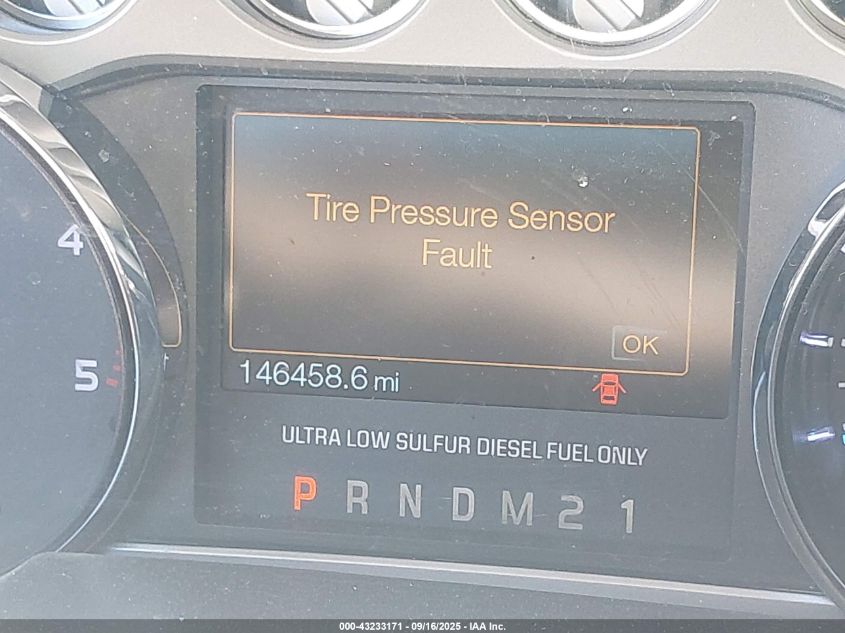 Tire Pressure Sensor
Fault
OK
4
5
146458.6 mi
ULTRA LOW SULFUR DIESEL FUEL ONLY
P R N D M 2 1
000-43233171 - 09/16/2025 - IAA Inc.